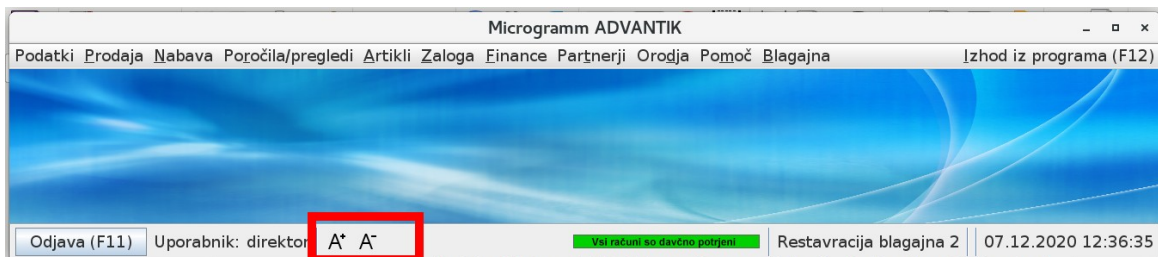 Microgramm ADVANTIK
Podatki Prodaja Nabava Poročila/pregledi Artikli Zaloga Finance Partnerji Orodja Pomoč Blagajna Izhod iz programa (F12)
Odjava (F11) Uporabnik: direktor A+ A- Vsi računi so davčno potrjeni Restavracija blagajna 2 07.12.2020 12:36:35